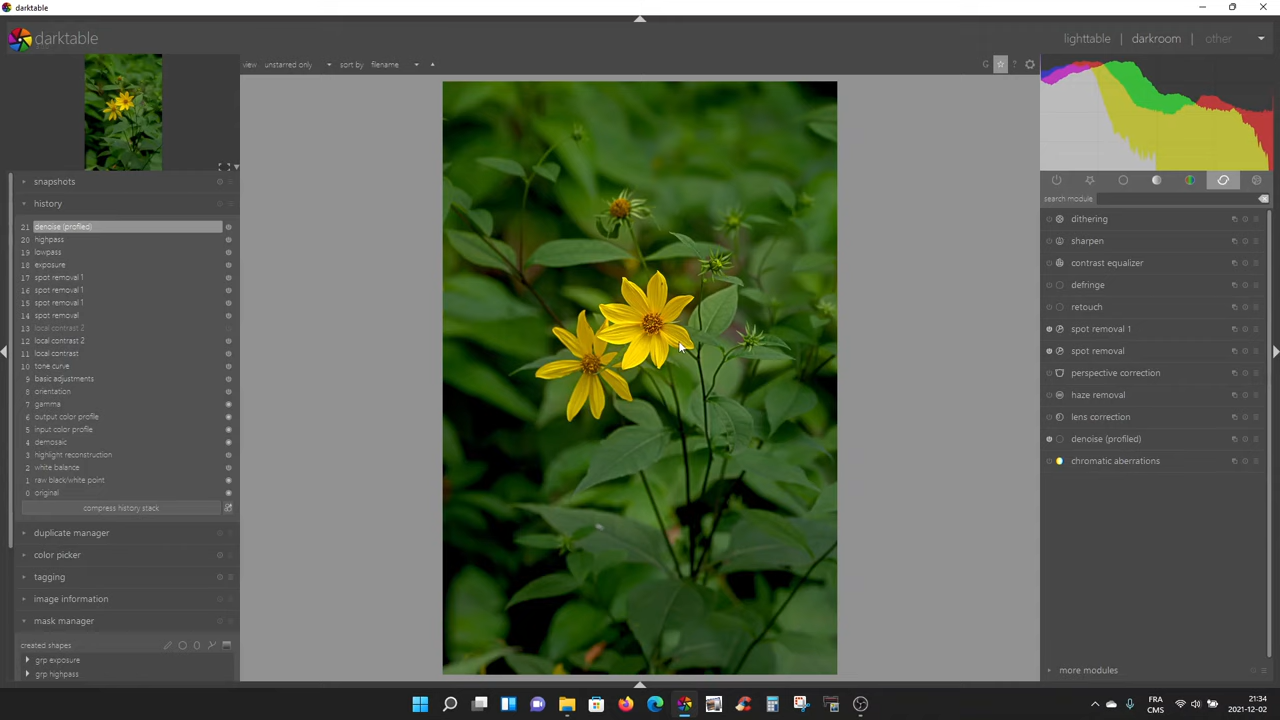 darktable
darktable
lighttable | darkroom | other
view unstarred only sort by filename
G ?
snapshots
history
21 denoise (profiled)
20 highpass
19 lowpass
18 exposure
17 spot removal 1
16 spot removal 1
15 spot removal 1
14 spot removal
13 local contrast 2
12 local contrast 2
11 local contrast
10 tone curve
9 basic adjustments
8 orientation
7 gamma
6 output color profile
5 input color profile
4 demosaic
3 highlight reconstruction
2 white balance
1 raw black/white point
0 original
compress history stack
duplicate manager
color picker
tagging
image information
mask manager
created shapes
grp exposure
grp highpass
search module
dithering
sharpen
contrast equalizer
defringe
retouch
spot removal 1
spot removal
perspective correction
haze removal
lens correction
denoise (profiled)
chromatic aberrations
more modules
FRA
CMS
21:34
2021-12-02